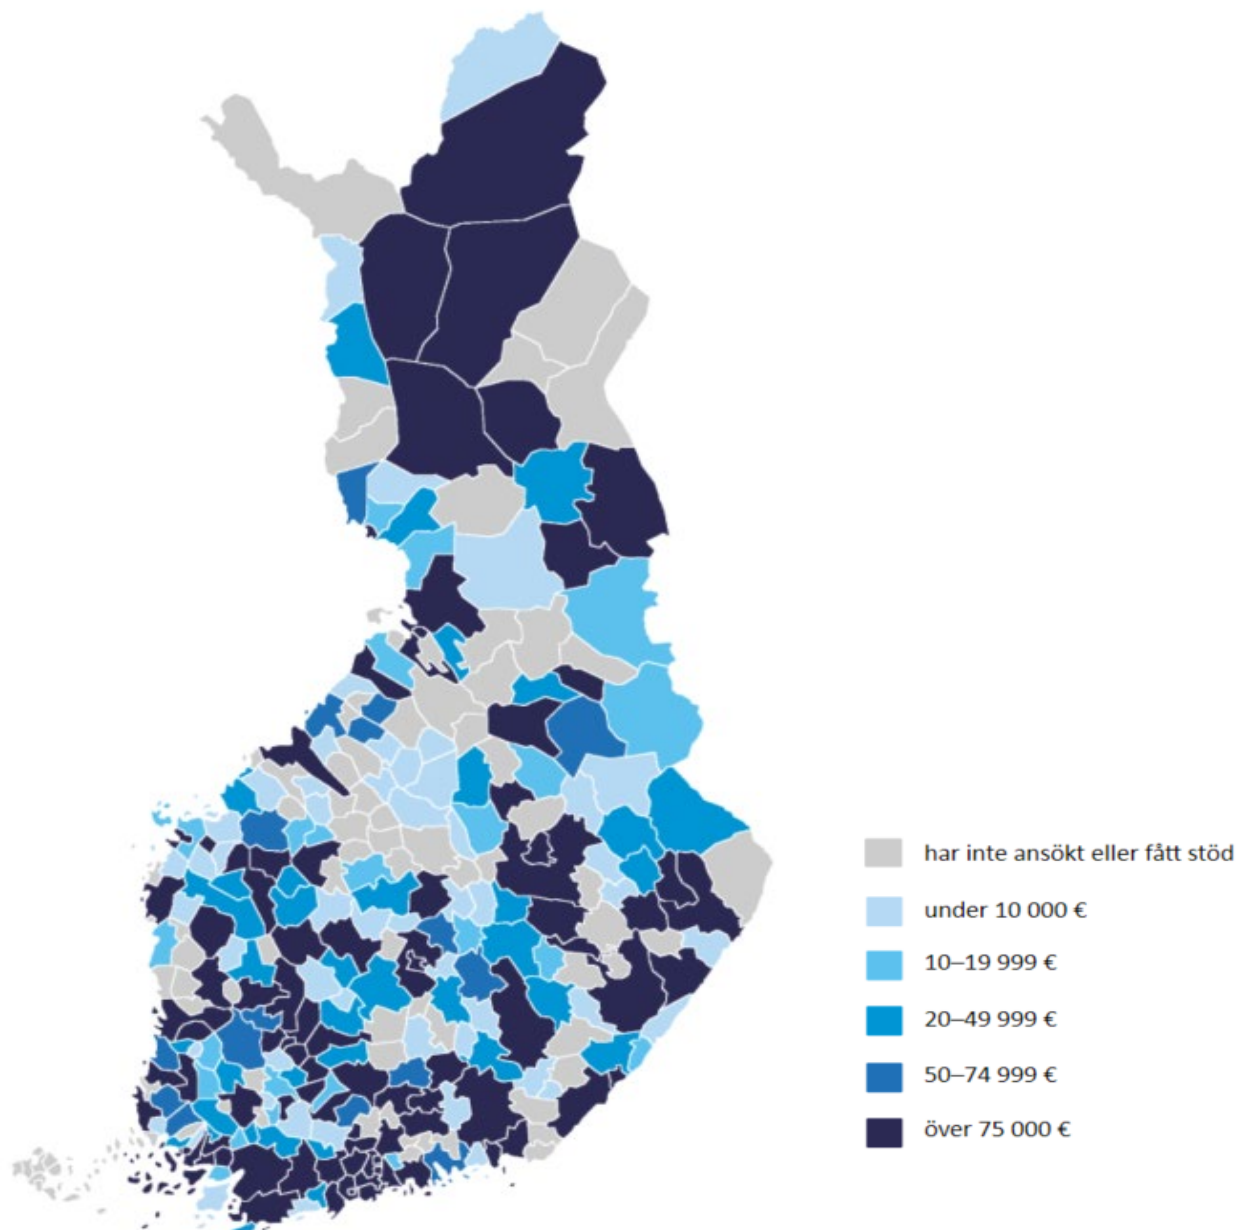 har inte ansökt eller fått stöd
under 10 000 €
10–19 999 €
20–49 999 €
50–74 999 €
över 75 000 €